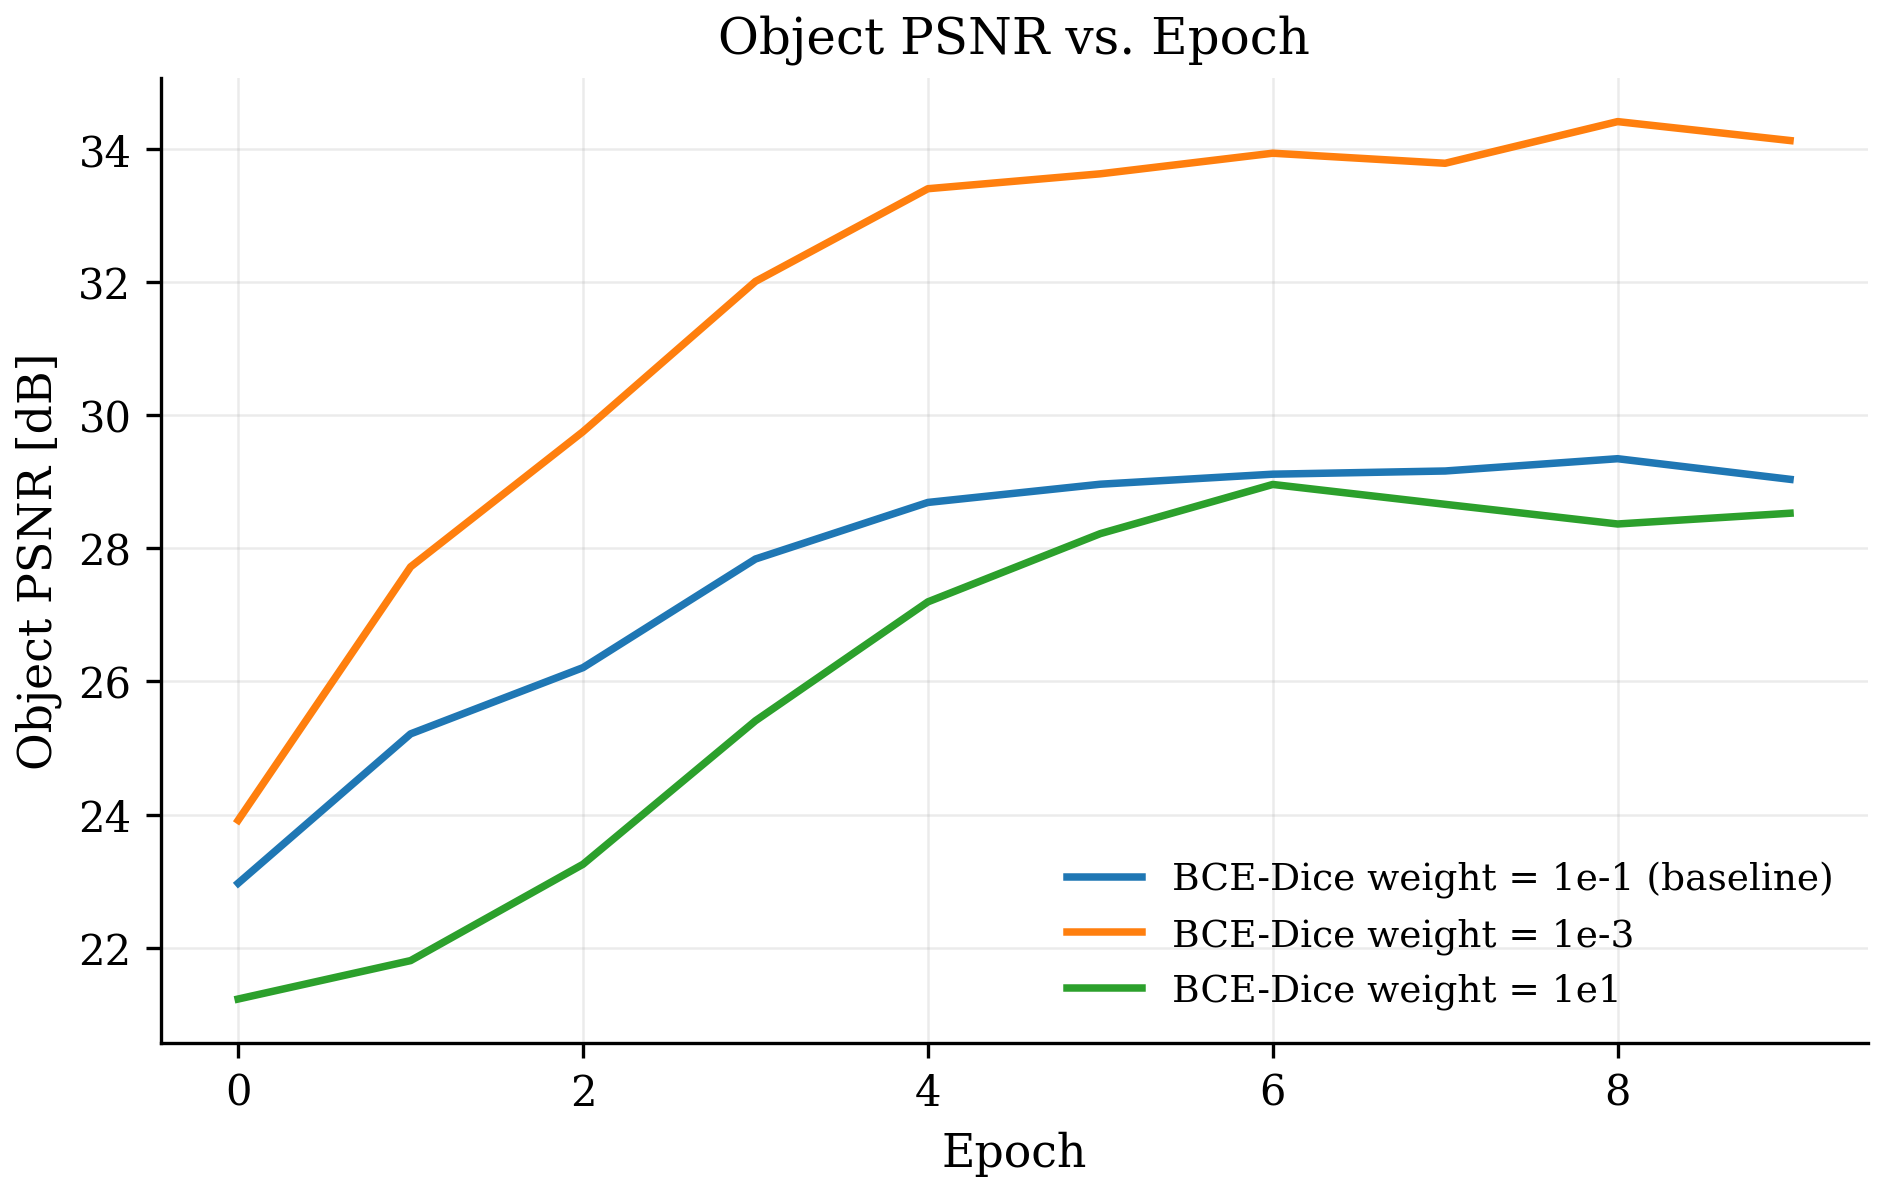 Object PSNR vs. Epoch
Object PSNR [dB]
34
32
30
28
26
24
22
BCE-Dice weight = 1e-1 (baseline)
BCE-Dice weight = 1e-3
BCE-Dice weight = 1e1
0 2 4 6 8
Epoch